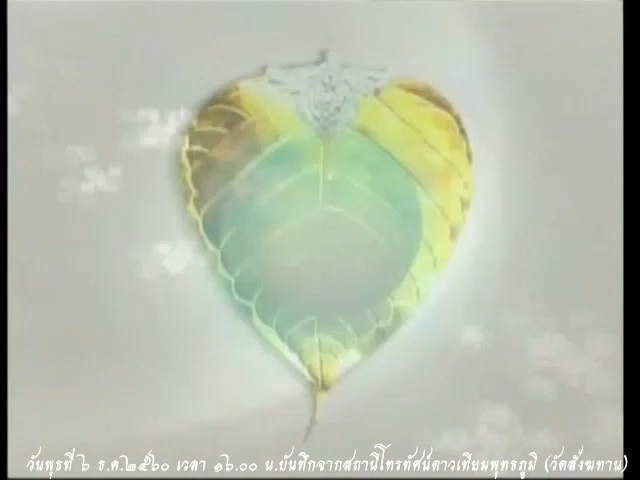 วันพุธที่ ๖ ธ.ค.๒๕๖๐ เวลา ๑๖.๐๐ น.บันทึกจากสถานีโทรทัศน์ดาวเทียมพุทธภูมิ (วัดสังฆทาน)